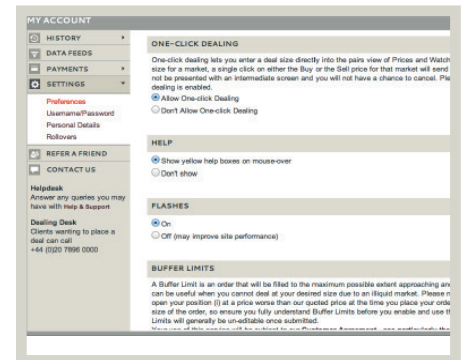 MY ACCOUNT
HISTORY
DATA FEEDS
PAYMENTS
SETTINGS
Preferences
Username/Password
Personal Details
Rollovers
REFER A FRIEND
CONTACT US
Helpdesk
Answer any queries you may
have with Help & Support
Dealing Desk
Clients wanting to place a
deal can call
+44 (0)20 7896 0000
ONE-CLICK DEALING
One-click dealing lets you enter a deal size directly into the pairs view of Prices and Watch
size for a market, a single click on either the Buy or the Sell price for that market will send
not be presented with an intermediate screen and you will not have a chance to cancel. Ple
dealing is enabled.
Allow One-click Dealing
Don't Allow One-click Dealing
HELP
Show yellow help boxes on mouse-over
Don't show
FLASHES
On
Off (may improve site performance)
BUFFER LIMITS
A Buffer Limit is an order that will be filled to the maximum possible extent approaching an
can be useful when you cannot deal at your desired size due to an illiquid market. Please n
open your position (i) at a price worse than our quoted price at the time you place your orde
size of the order, so ensure you fully understand Buffer Limits before you enable and use t
Limits will generally be un-editable once submitted.